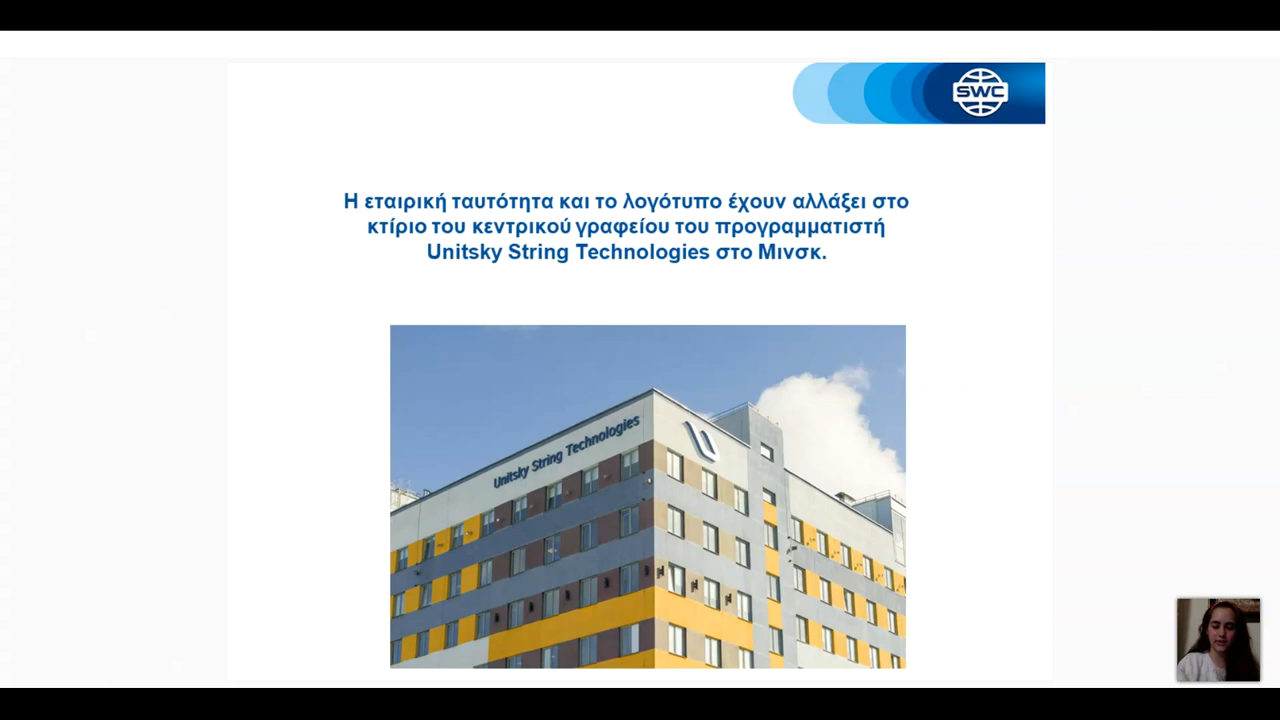 SWC
Η εταιρική ταυτότητα και το λογότυπο έχουν αλλάξει στο
κτίριο του κεντρικού γραφείου του προγραμματιστή
Unitsky String Technologies στο Μινσκ.
Unitsky String Technologies